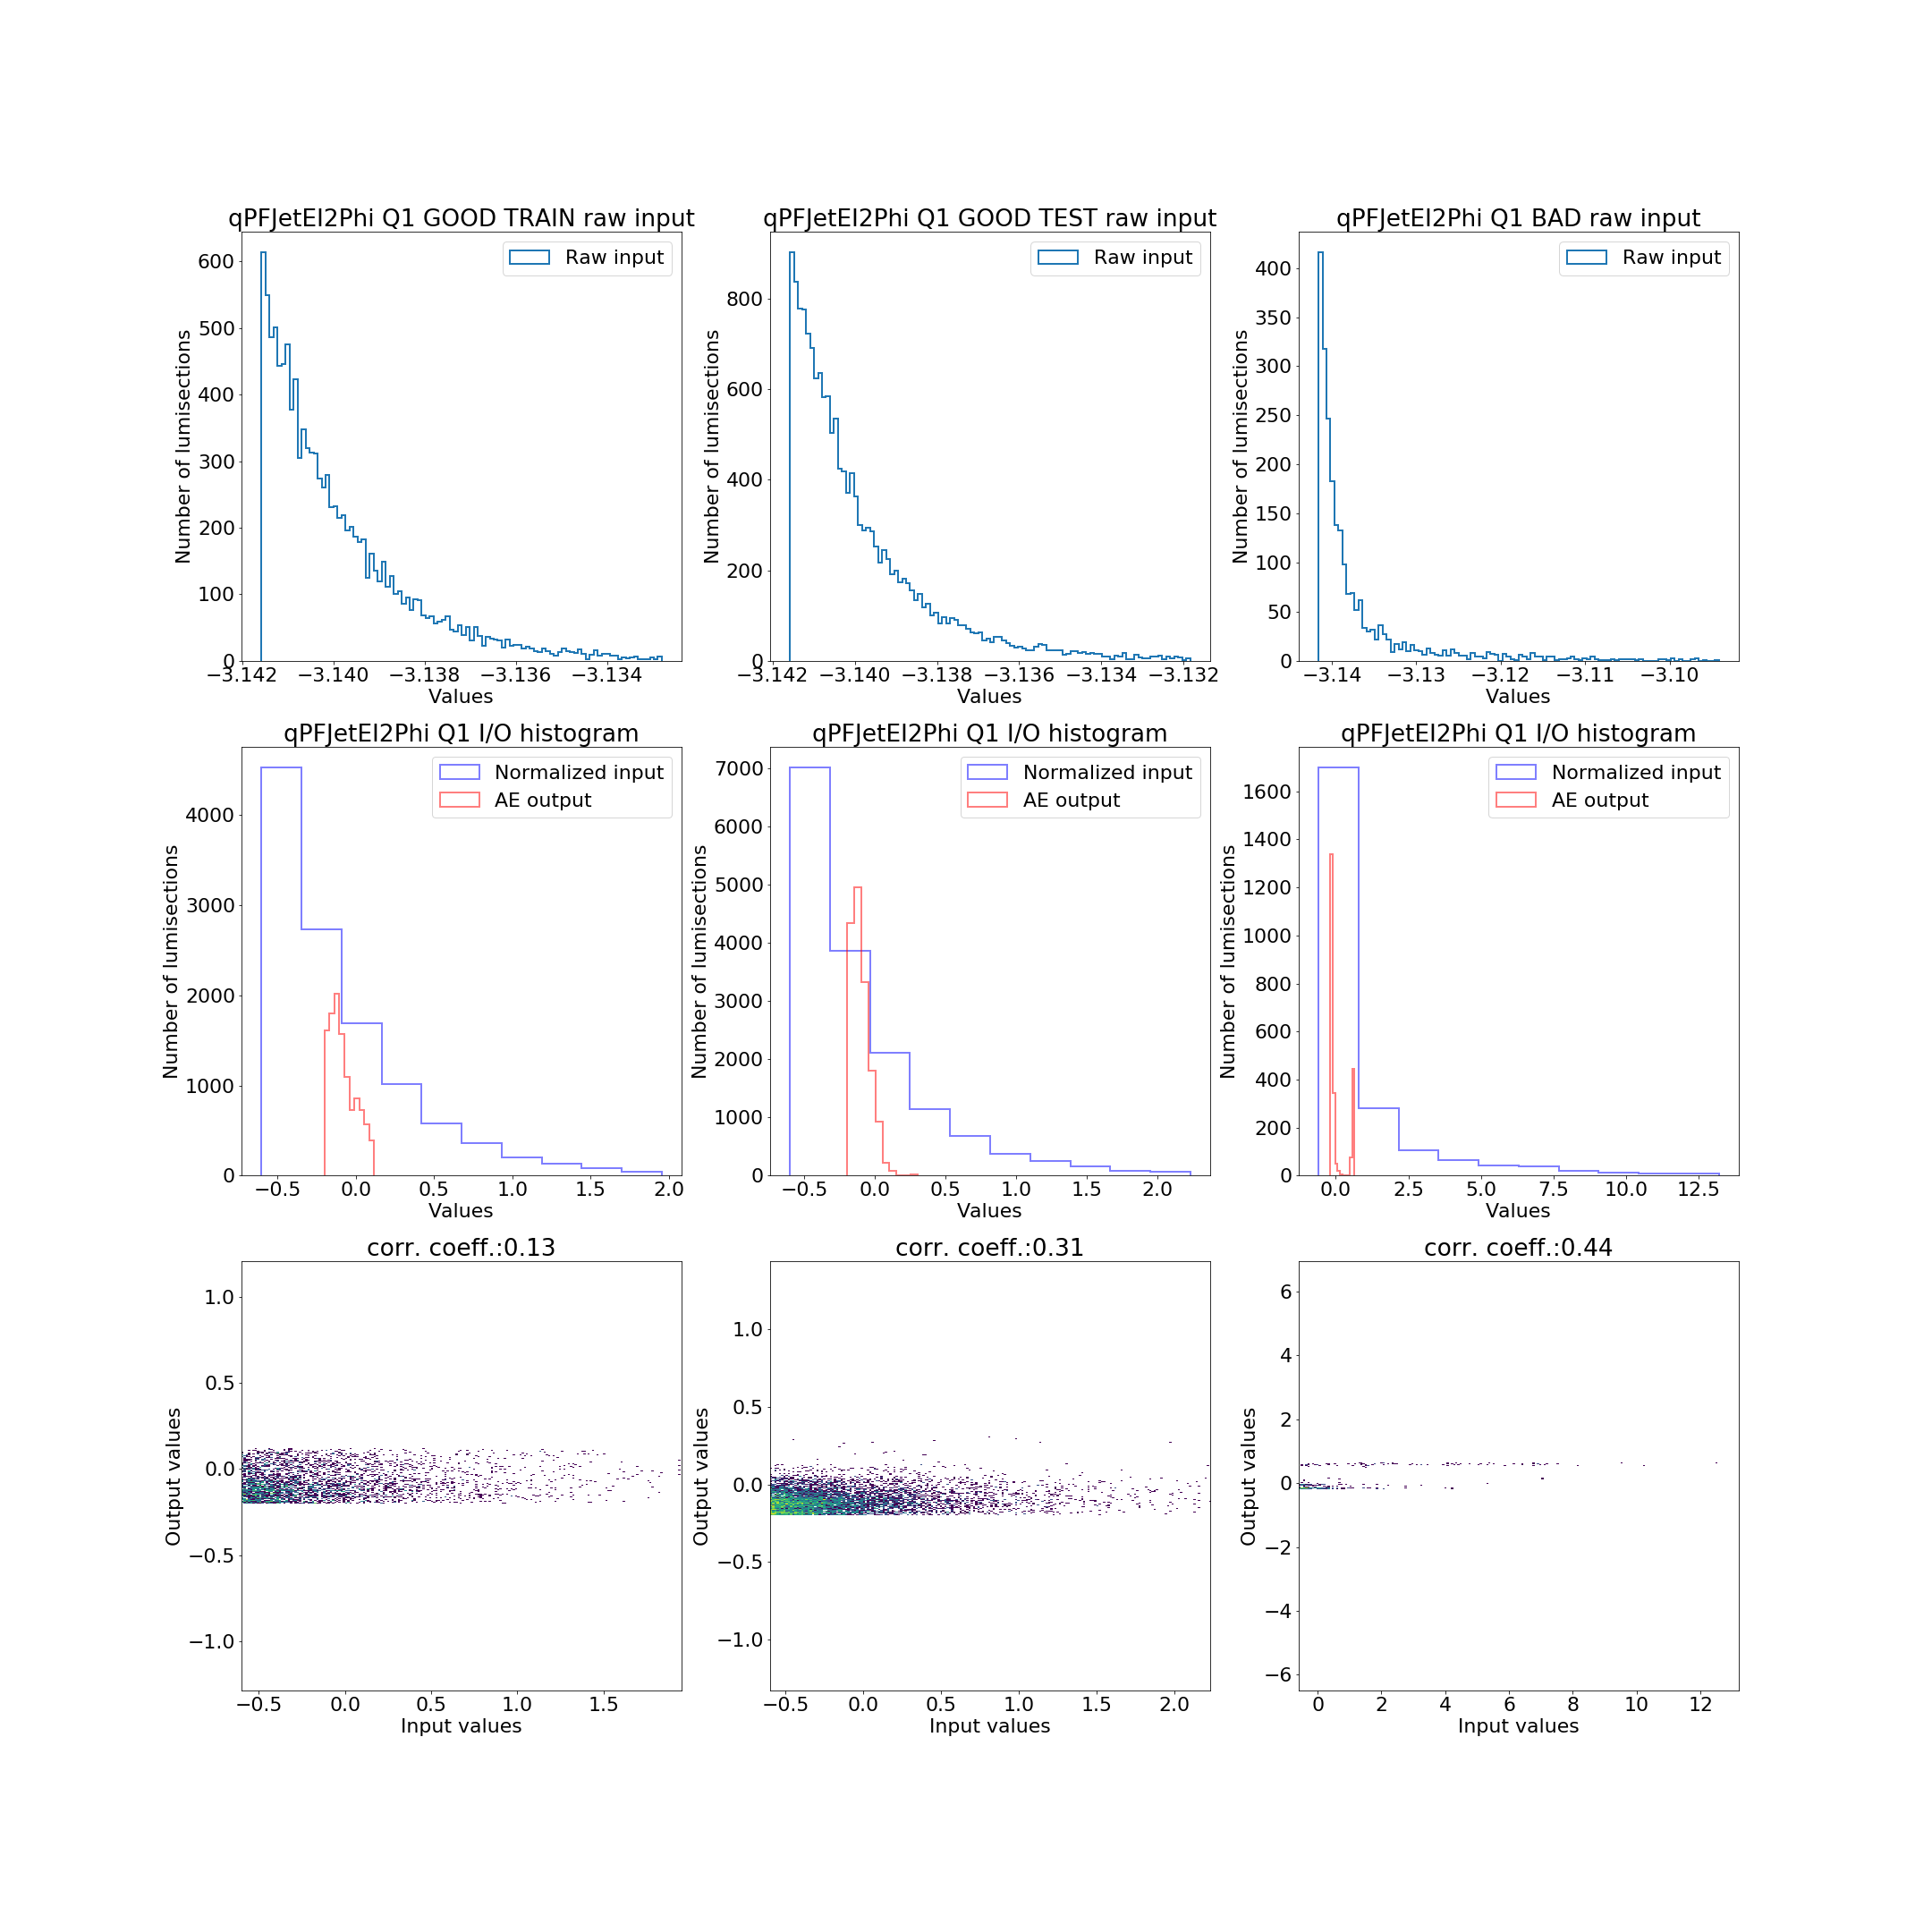 qPFJetEI2Phi Q1 GOOD TRAIN raw input
Raw input
600
500
400
300
200
100
0
Number of lumisections
−3.142 −3.140 −3.138 −3.136 −3.134
Values
qPFJetEI2Phi Q1 GOOD TEST raw input
Raw input
800
600
400
200
0
Number of lumisections
−3.142 −3.140 −3.138 −3.136 −3.134 −3.132
Values
qPFJetEI2Phi Q1 BAD raw input
Raw input
400
350
300
250
200
150
100
50
0
Number of lumisections
−3.14 −3.13 −3.12 −3.11 −3.10
Values
qPFJetEI2Phi Q1 I/O histogram
Normalized input
AE output
4000
3000
2000
1000
0
Number of lumisections
−0.5 0.0 0.5 1.0 1.5 2.0
Values
qPFJetEI2Phi Q1 I/O histogram
Normalized input
AE output
7000
6000
5000
4000
3000
2000
1000
0
Number of lumisections
−0.5 0.0 0.5 1.0 1.5 2.0
Values
qPFJetEI2Phi Q1 I/O histogram
Normalized input
AE output
1600
1400
1200
1000
800
600
400
200
0
Number of lumisections
0.0 2.5 5.0 7.5 10.0 12.5
Values
corr. coeff.:0.13
1.0
0.5
0.0
−0.5
−1.0
Output values
−0.5 0.0 0.5 1.0 1.5
Input values
corr. coeff.:0.31
1.0
0.5
0.0
−0.5
−1.0
Output values
−0.5 0.0 0.5 1.0 1.5 2.0
Input values
corr. coeff.:0.44
6
4
2
0
−2
−4
−6
Output values
0 2 4 6 8 10 12
Input values